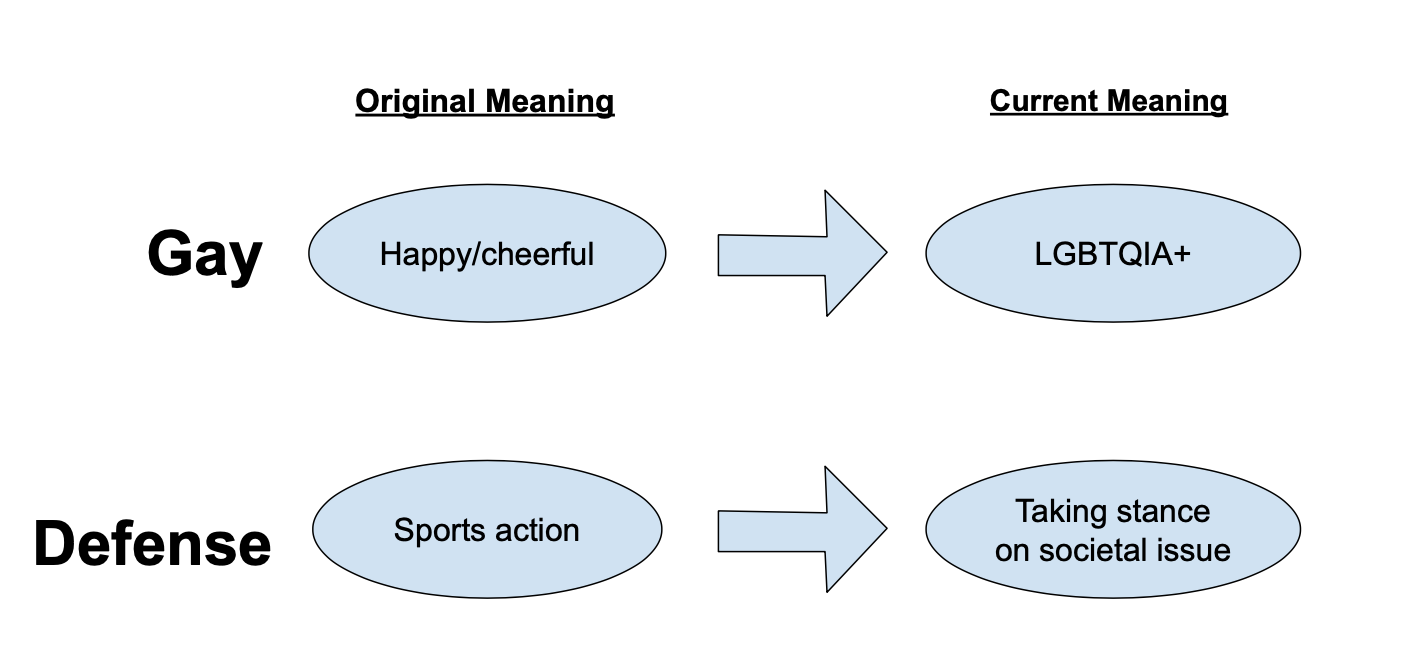 Original Meaning
Current Meaning
Gay
Happy/cheerful
LGBTQIA+
Defense
Sports action
Taking stance
on societal issue